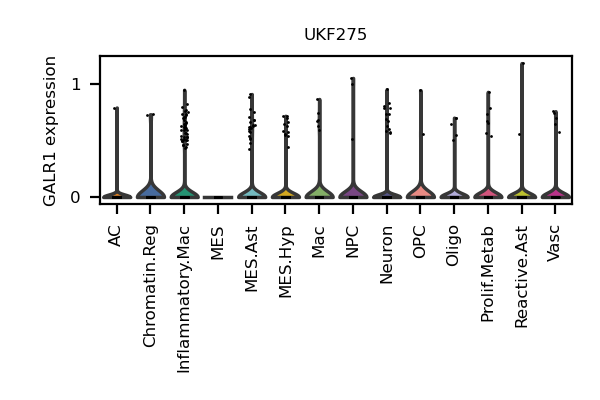 UKF275
GALR1 expression
1
0
AC
Chromatin.Reg
Inflammatory.Mac
MES
MES.Ast
MES.Hyp
Mac
NPC
Neuron
OPC
Oligo
Prolif.Metab
Reactive.Ast
Vasc